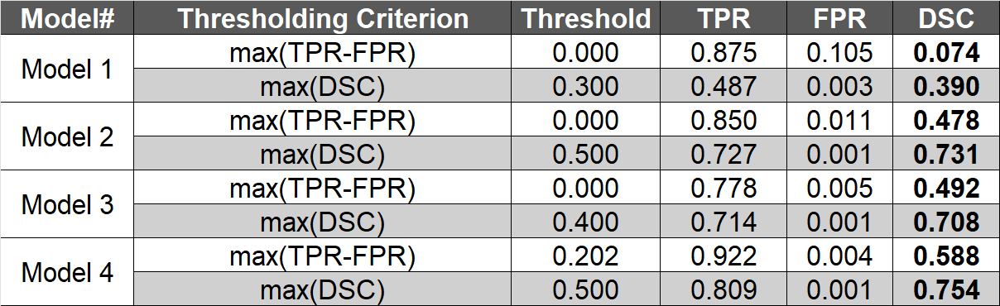 Model# Thresholding Criterion Threshold TPR FPR DSC
Model 1 max(TPR-FPR) 0.000 0.875 0.105 0.074
max(DSC) 0.300 0.487 0.003 0.390
Model 2 max(TPR-FPR) 0.000 0.850 0.011 0.478
max(DSC) 0.500 0.727 0.001 0.731
Model 3 max(TPR-FPR) 0.000 0.778 0.005 0.492
max(DSC) 0.400 0.714 0.001 0.708
Model 4 max(TPR-FPR) 0.202 0.922 0.004 0.588
max(DSC) 0.500 0.809 0.001 0.754